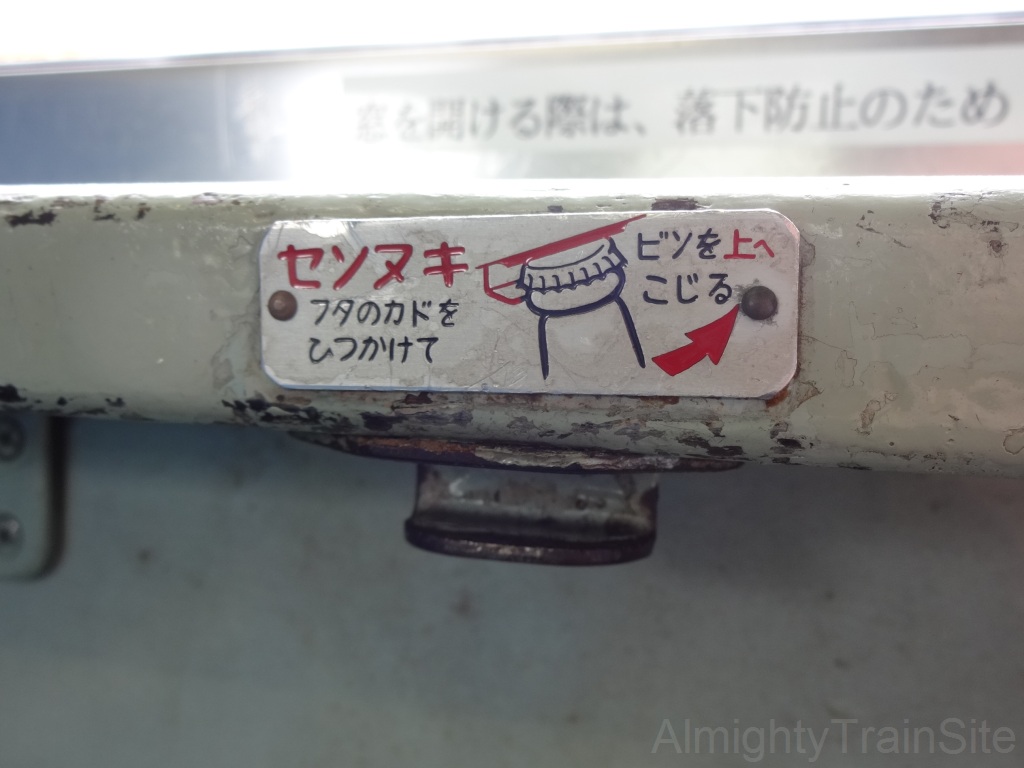 窓を開ける際は、落下防止のため
センヌキ
フタのカドを
ひつかけて
ビンを上へ
こじる
AlmightyTrainSite